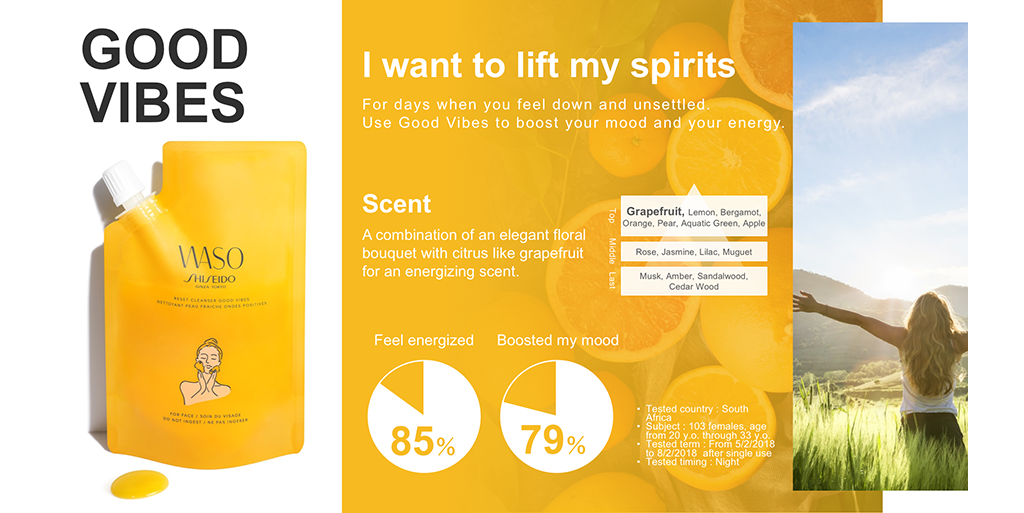 GOOD
VIBES
WASO
SHISEIDO
GINZA TOKYO
RESET CLEANSER GOOD VIBES
NETTOYANT PEAU FRAÎCHE ONDES POSITIVES
FOR FACE / SOIN DU VISAGE
DO NOT INGEST / NE PAS INGÉRER
I want to lift my spirits
For days when you feel down and unsettled.
Use Good Vibes to boost your mood and your energy.
Scent
A combination of an elegant floral
bouquet with citrus like grapefruit
for an energizing scent.
Top
Grapefruit, Lemon, Bergamot,
Orange, Pear, Aquatic Green, Apple
Middle
Rose, Jasmine, Lilac, Muguet
Last
Musk, Amber, Sandalwood,
Cedar Wood
Feel energized
85%
Boosted my mood
79%
• Tested country : South
Africa
• Subject : 103 females, age
from 20 y.o. through 33 y.o.
• Tested term : From 5/2/2018
to 8/2/2018 after single use
• Tested timing : Night